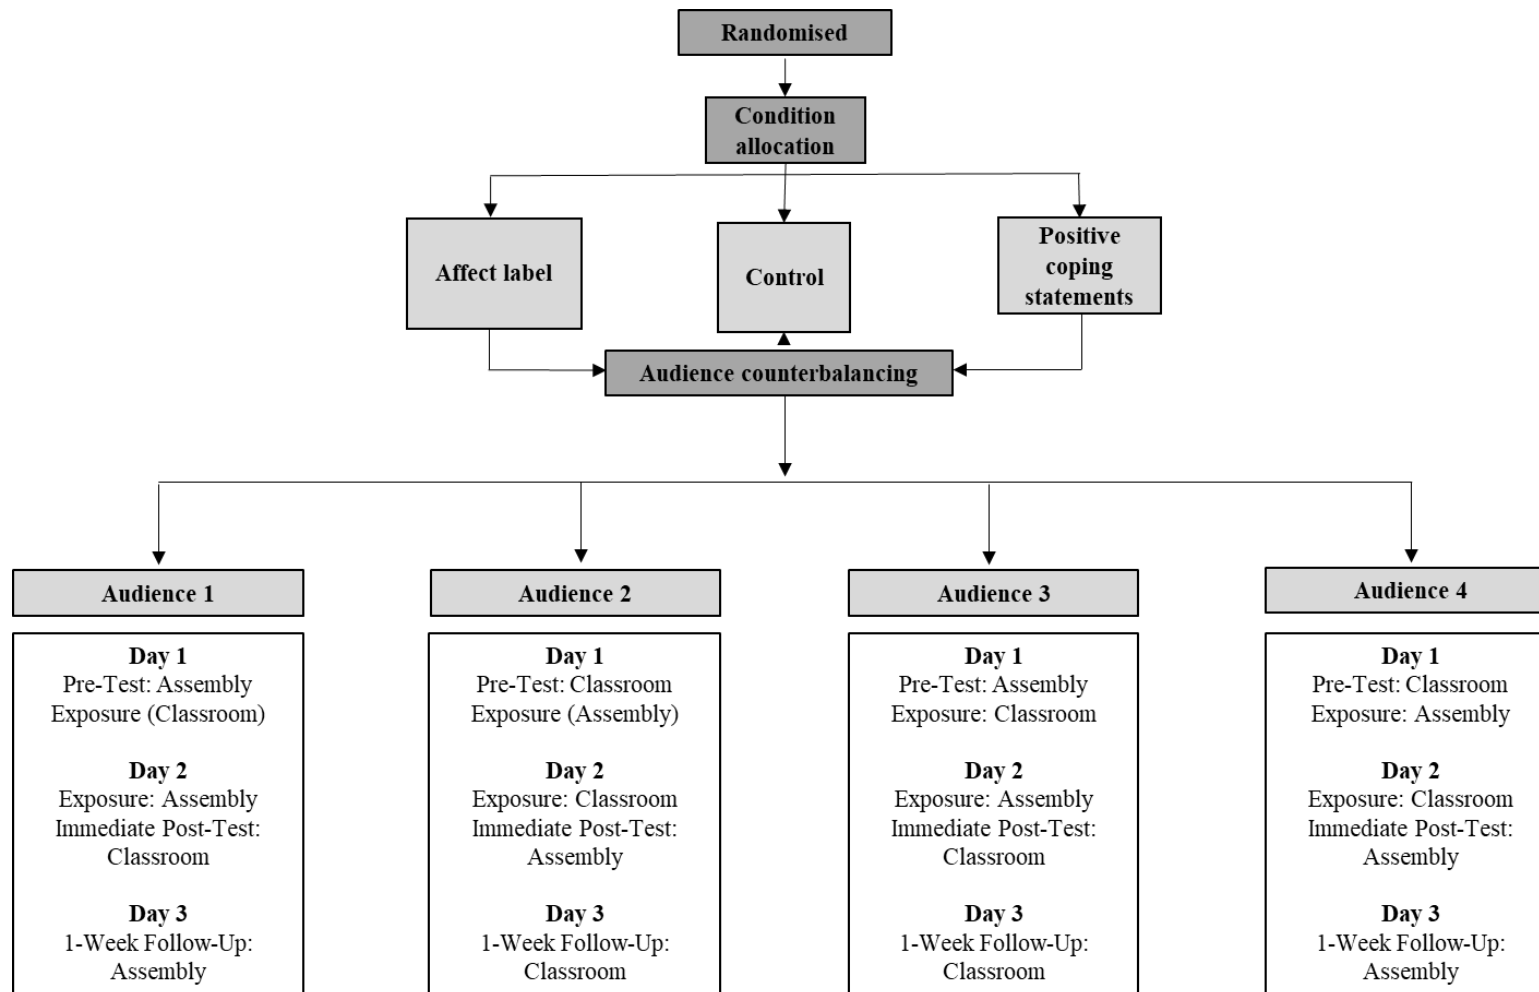 Randomised
Condition
allocation
Affect label
Control
Positive
coping
statements
Audience counterbalancing
Audience 1
Day 1
Pre-Test: Assembly
Exposure (Classroom)
Day 2
Exposure: Assembly
Immediate Post-Test:
Classroom
Day 3
1-Week Follow-Up:
Assembly
Audience 2
Day 1
Pre-Test: Classroom
Exposure (Assembly)
Day 2
Exposure: Classroom
Immediate Post-Test:
Assembly
Day 3
1-Week Follow-Up:
Classroom
Audience 3
Day 1
Pre-Test: Assembly
Exposure: Classroom
Day 2
Exposure: Assembly
Immediate Post-Test:
Classroom
Day 3
1-Week Follow-Up:
Classroom
Audience 4
Day 1
Pre-Test: Classroom
Exposure: Assembly
Day 2
Exposure: Classroom
Immediate Post-Test:
Assembly
Day 3
1-Week Follow-Up:
Assembly